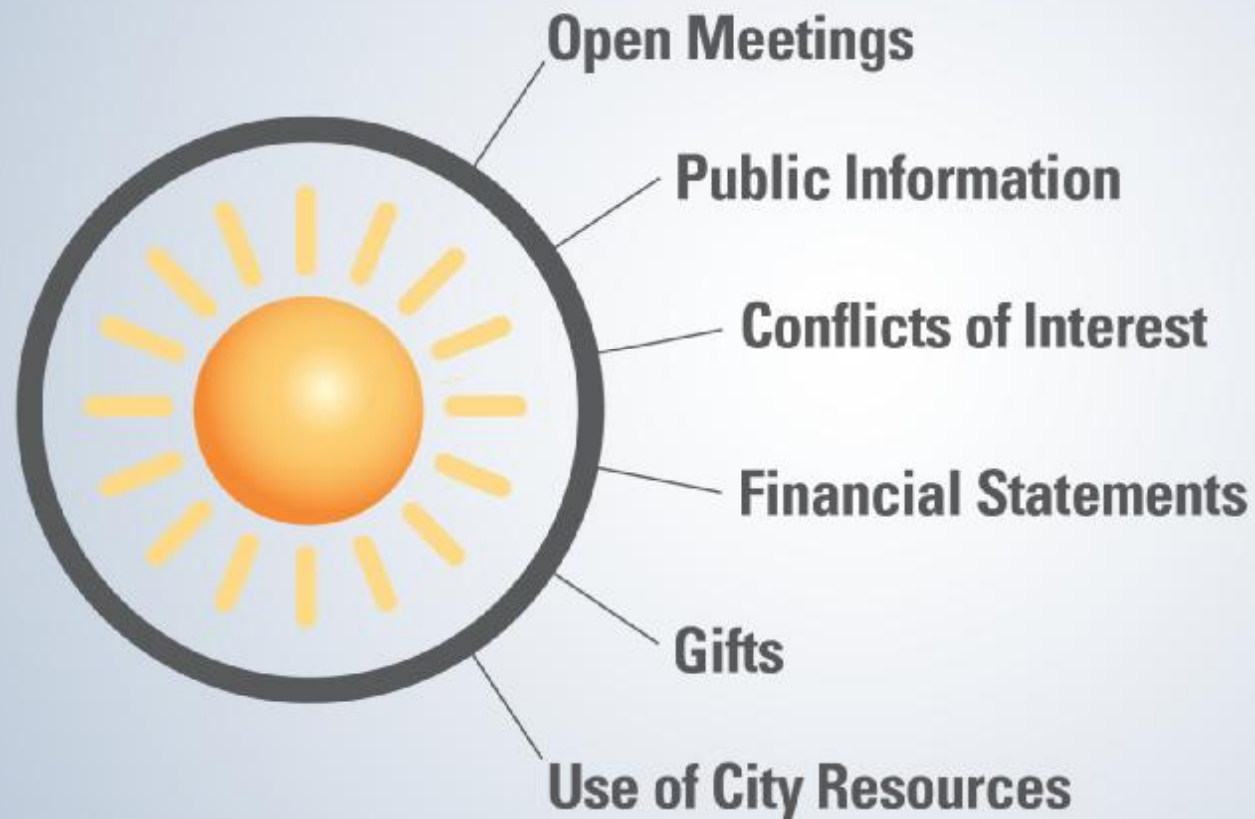 Open Meetings
Public Information
Conflicts of Interest
Financial Statements
Gifts
Use of City Resources